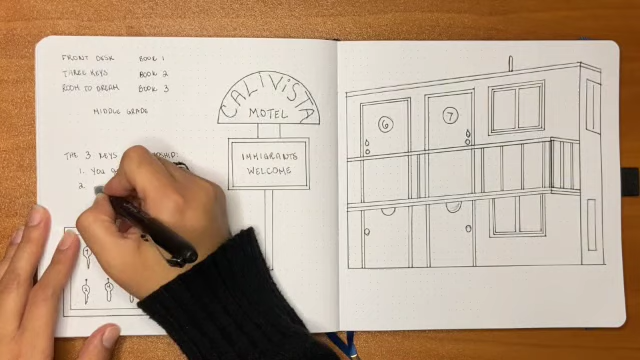 FRONT DESK BOOK 1
THREE KEYS BOOK 2
ROOM TO DREAM BOOK 3
MIDDLE GRADE
THE 3 KEYS
1. YOU
2.
CALIVISTA
MOTEL
IMMIGRANTS
WELCOME
6
7